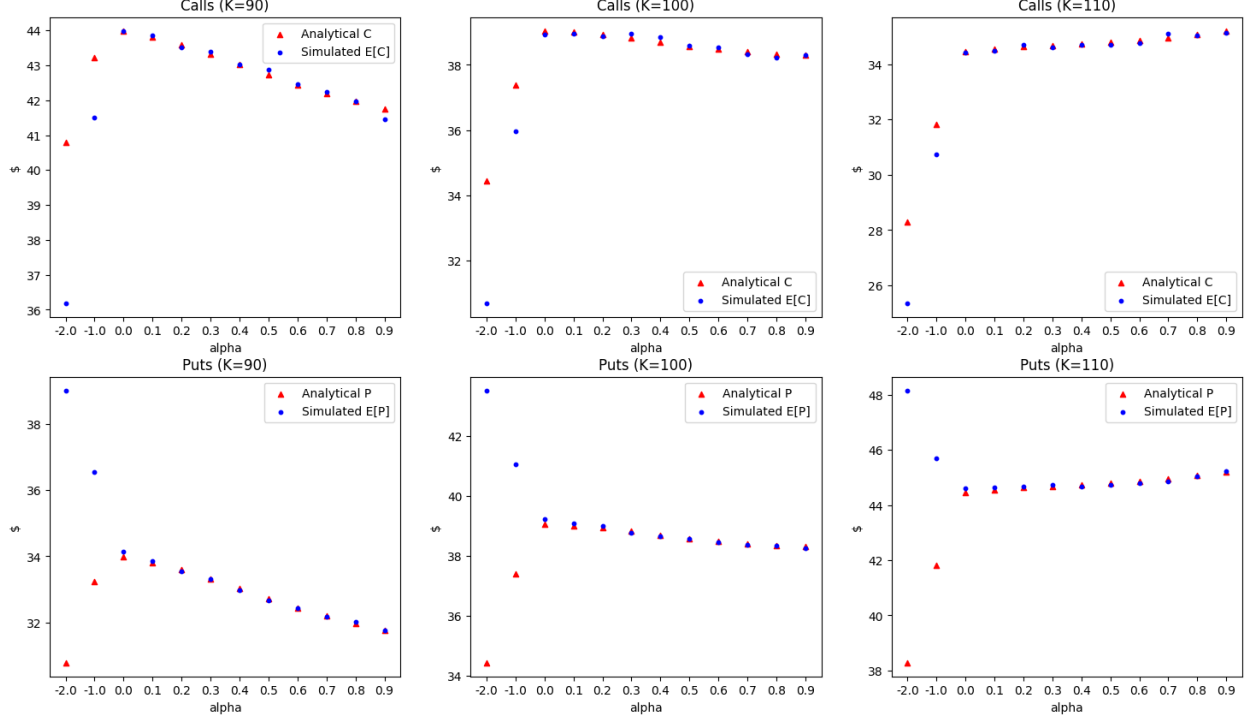 Calls (K=90)
44
43
42
41
40
39
38
37
36
$
Analytical C
Simulated E[C]
-2.0 -1.0 0.0 0.1 0.2 0.3 0.4 0.5 0.6 0.7 0.8 0.9
alpha
Calls (K=100)
38
36
34
32
$
Analytical C
Simulated E[C]
-2.0 -1.0 0.0 0.1 0.2 0.3 0.4 0.5 0.6 0.7 0.8 0.9
alpha
Calls (K=110)
34
32
30
28
26
$
Analytical C
Simulated E[C]
-2.0 -1.0 0.0 0.1 0.2 0.3 0.4 0.5 0.6 0.7 0.8 0.9
alpha
Puts (K=90)
38
36
34
32
$
Analytical P
Simulated E[P]
-2.0 -1.0 0.0 0.1 0.2 0.3 0.4 0.5 0.6 0.7 0.8 0.9
alpha
Puts (K=100)
42
40
38
36
34
$
Analytical P
Simulated E[P]
-2.0 -1.0 0.0 0.1 0.2 0.3 0.4 0.5 0.6 0.7 0.8 0.9
alpha
Puts (K=110)
48
46
44
42
40
38
$
Analytical P
Simulated E[P]
-2.0 -1.0 0.0 0.1 0.2 0.3 0.4 0.5 0.6 0.7 0.8 0.9
alpha